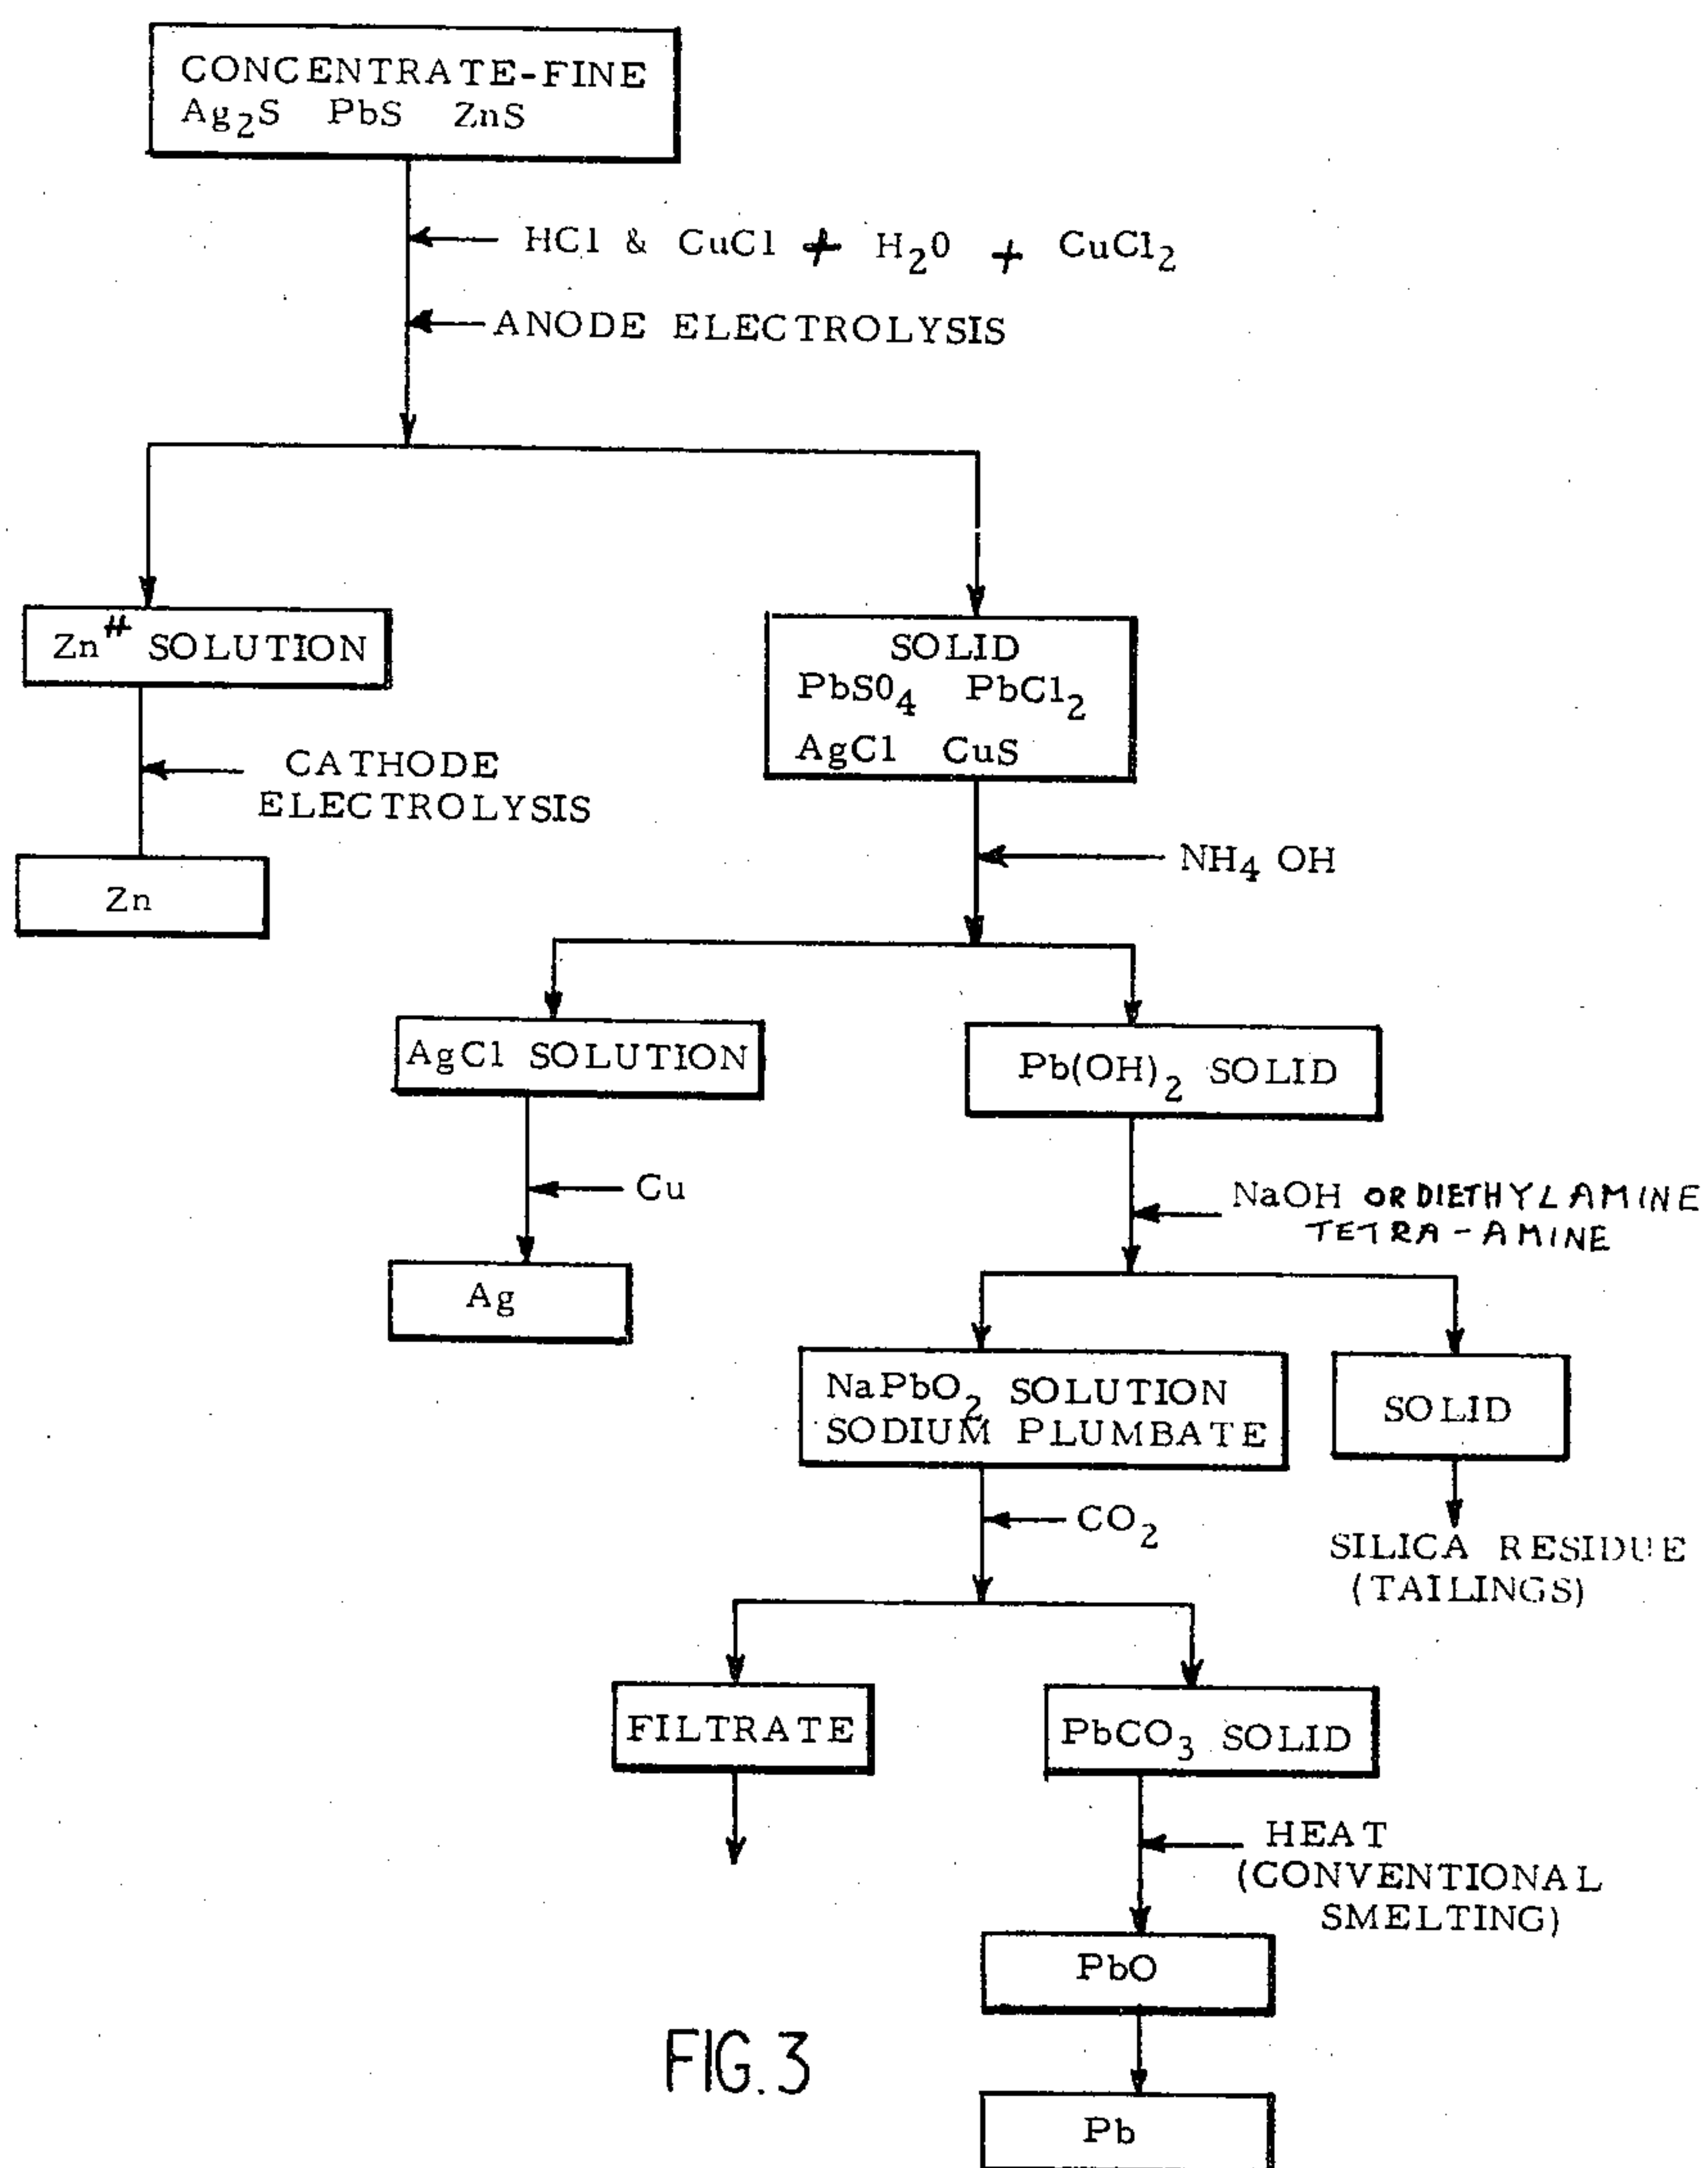 CONCENTRATE-FINE
Ag₂S PbS ZnS
HCl & CuCl + H₂O + CuCl₂
ANODE ELECTROLYSIS
Zn⧺ SOLUTION
SOLID
PbSO₄ PbCl₂
AgCl CuS
CATHODE
ELECTROLYSIS
NH₄ OH
Zn
AgCl SOLUTION
Pb(OH)₂ SOLID
Cu
NaOH OR DIETHYLAMINE
TETRA-AMINE
Ag
NaPbO₂ SOLUTION
SODIUM PLUMBATE
SOLID
CO₂
SILICA RESIDUE
(TAILINGS)
FILTRATE
PbCO₃ SOLID
HEAT
(CONVENTIONAL
SMELTING)
PbO
FIG. 3
Pb